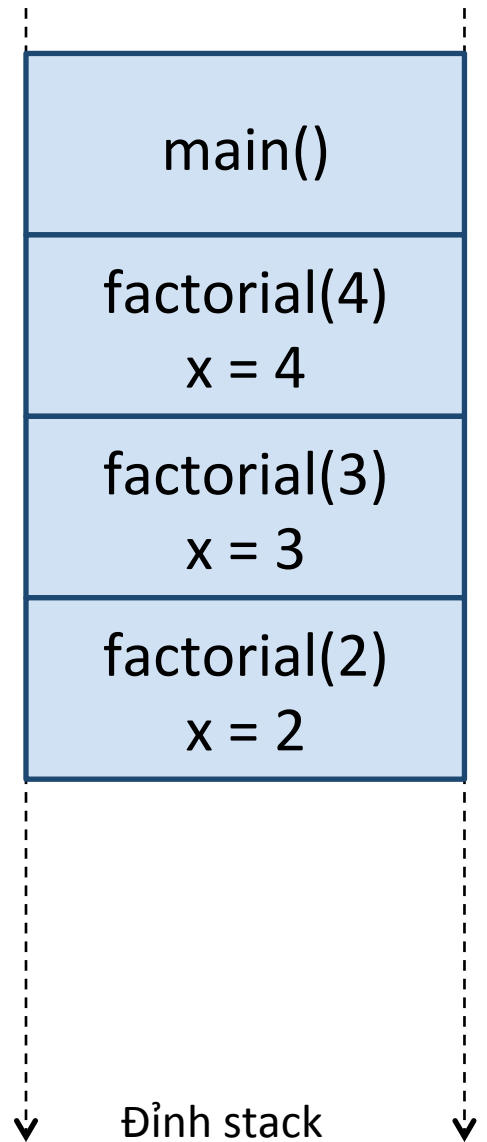 main()
factorial(4)
x = 4
factorial(3)
x = 3
factorial(2)
x = 2
Đỉnh stack